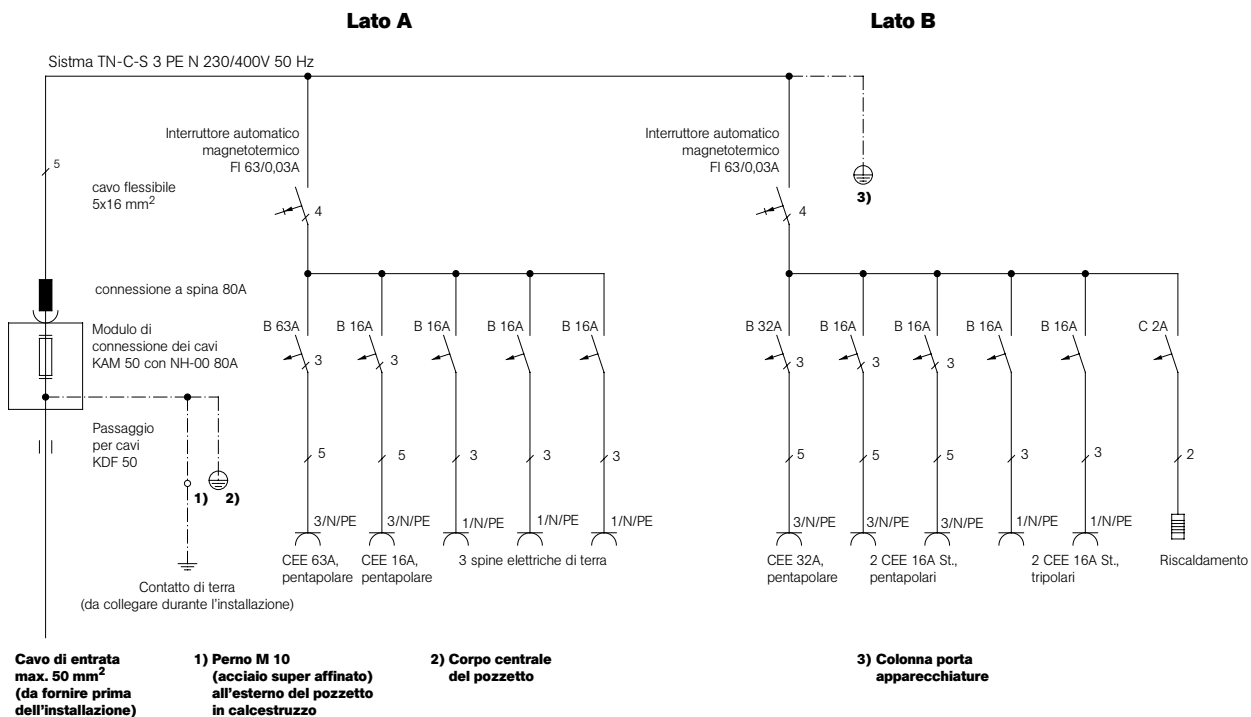 Lato A
Lato B
Sistma TN-C-S 3 PE N 230/400V 50 Hz
Interruttore automatico
magnetotermico
FI 63/0,03A
Interruttore automatico
magnetotermico
FI 63/0,03A
5
cavo flessibile
5x16 mm²
4
4
3)
connessione a spina 80A
Modulo di
connessione dei cavi
KAM 50 con NH-00 80A
B 63A
B 16A
B 16A
B 16A
B 16A
B 32A
B 16A
B 16A
B 16A
B 16A
C 2A
3
3
3
3
3
Passaggio
per cavi
KDF 50
5
5
3
3
3
5
5
5
3
3
2
1)
2)
3/N/PE
3/N/PE
1/N/PE
1/N/PE
1/N/PE
3/N/PE
3/N/PE
3/N/PE
1/N/PE
1/N/PE
CEE 63A,
pentapolare
CEE 16A,
pentapolare
3 spine elettriche di terra
CEE 32A,
pentapolare
2 CEE 16A St.,
pentapolari
2 CEE 16A St.,
tripolari
Riscaldamento
Contatto di terra
(da collegare durante l'installazione)
Cavo di entrata
max. 50 mm²
(da fornire prima
dell'installazione)
1) Perno M 10
(acciaio super affinato)
all'esterno del pozzetto
in calcestruzzo
2) Corpo centrale
del pozzetto
3) Colonna porta
apparecchiature